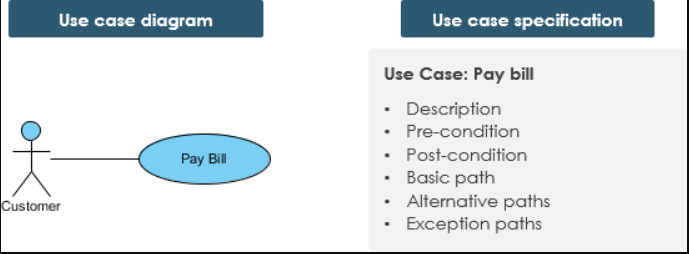 Use case diagram
Use case specification
Use Case: Pay bill
• Description
• Pre-condition
• Post-condition
• Basic path
• Alternative paths
• Exception paths
Pay Bill
Customer